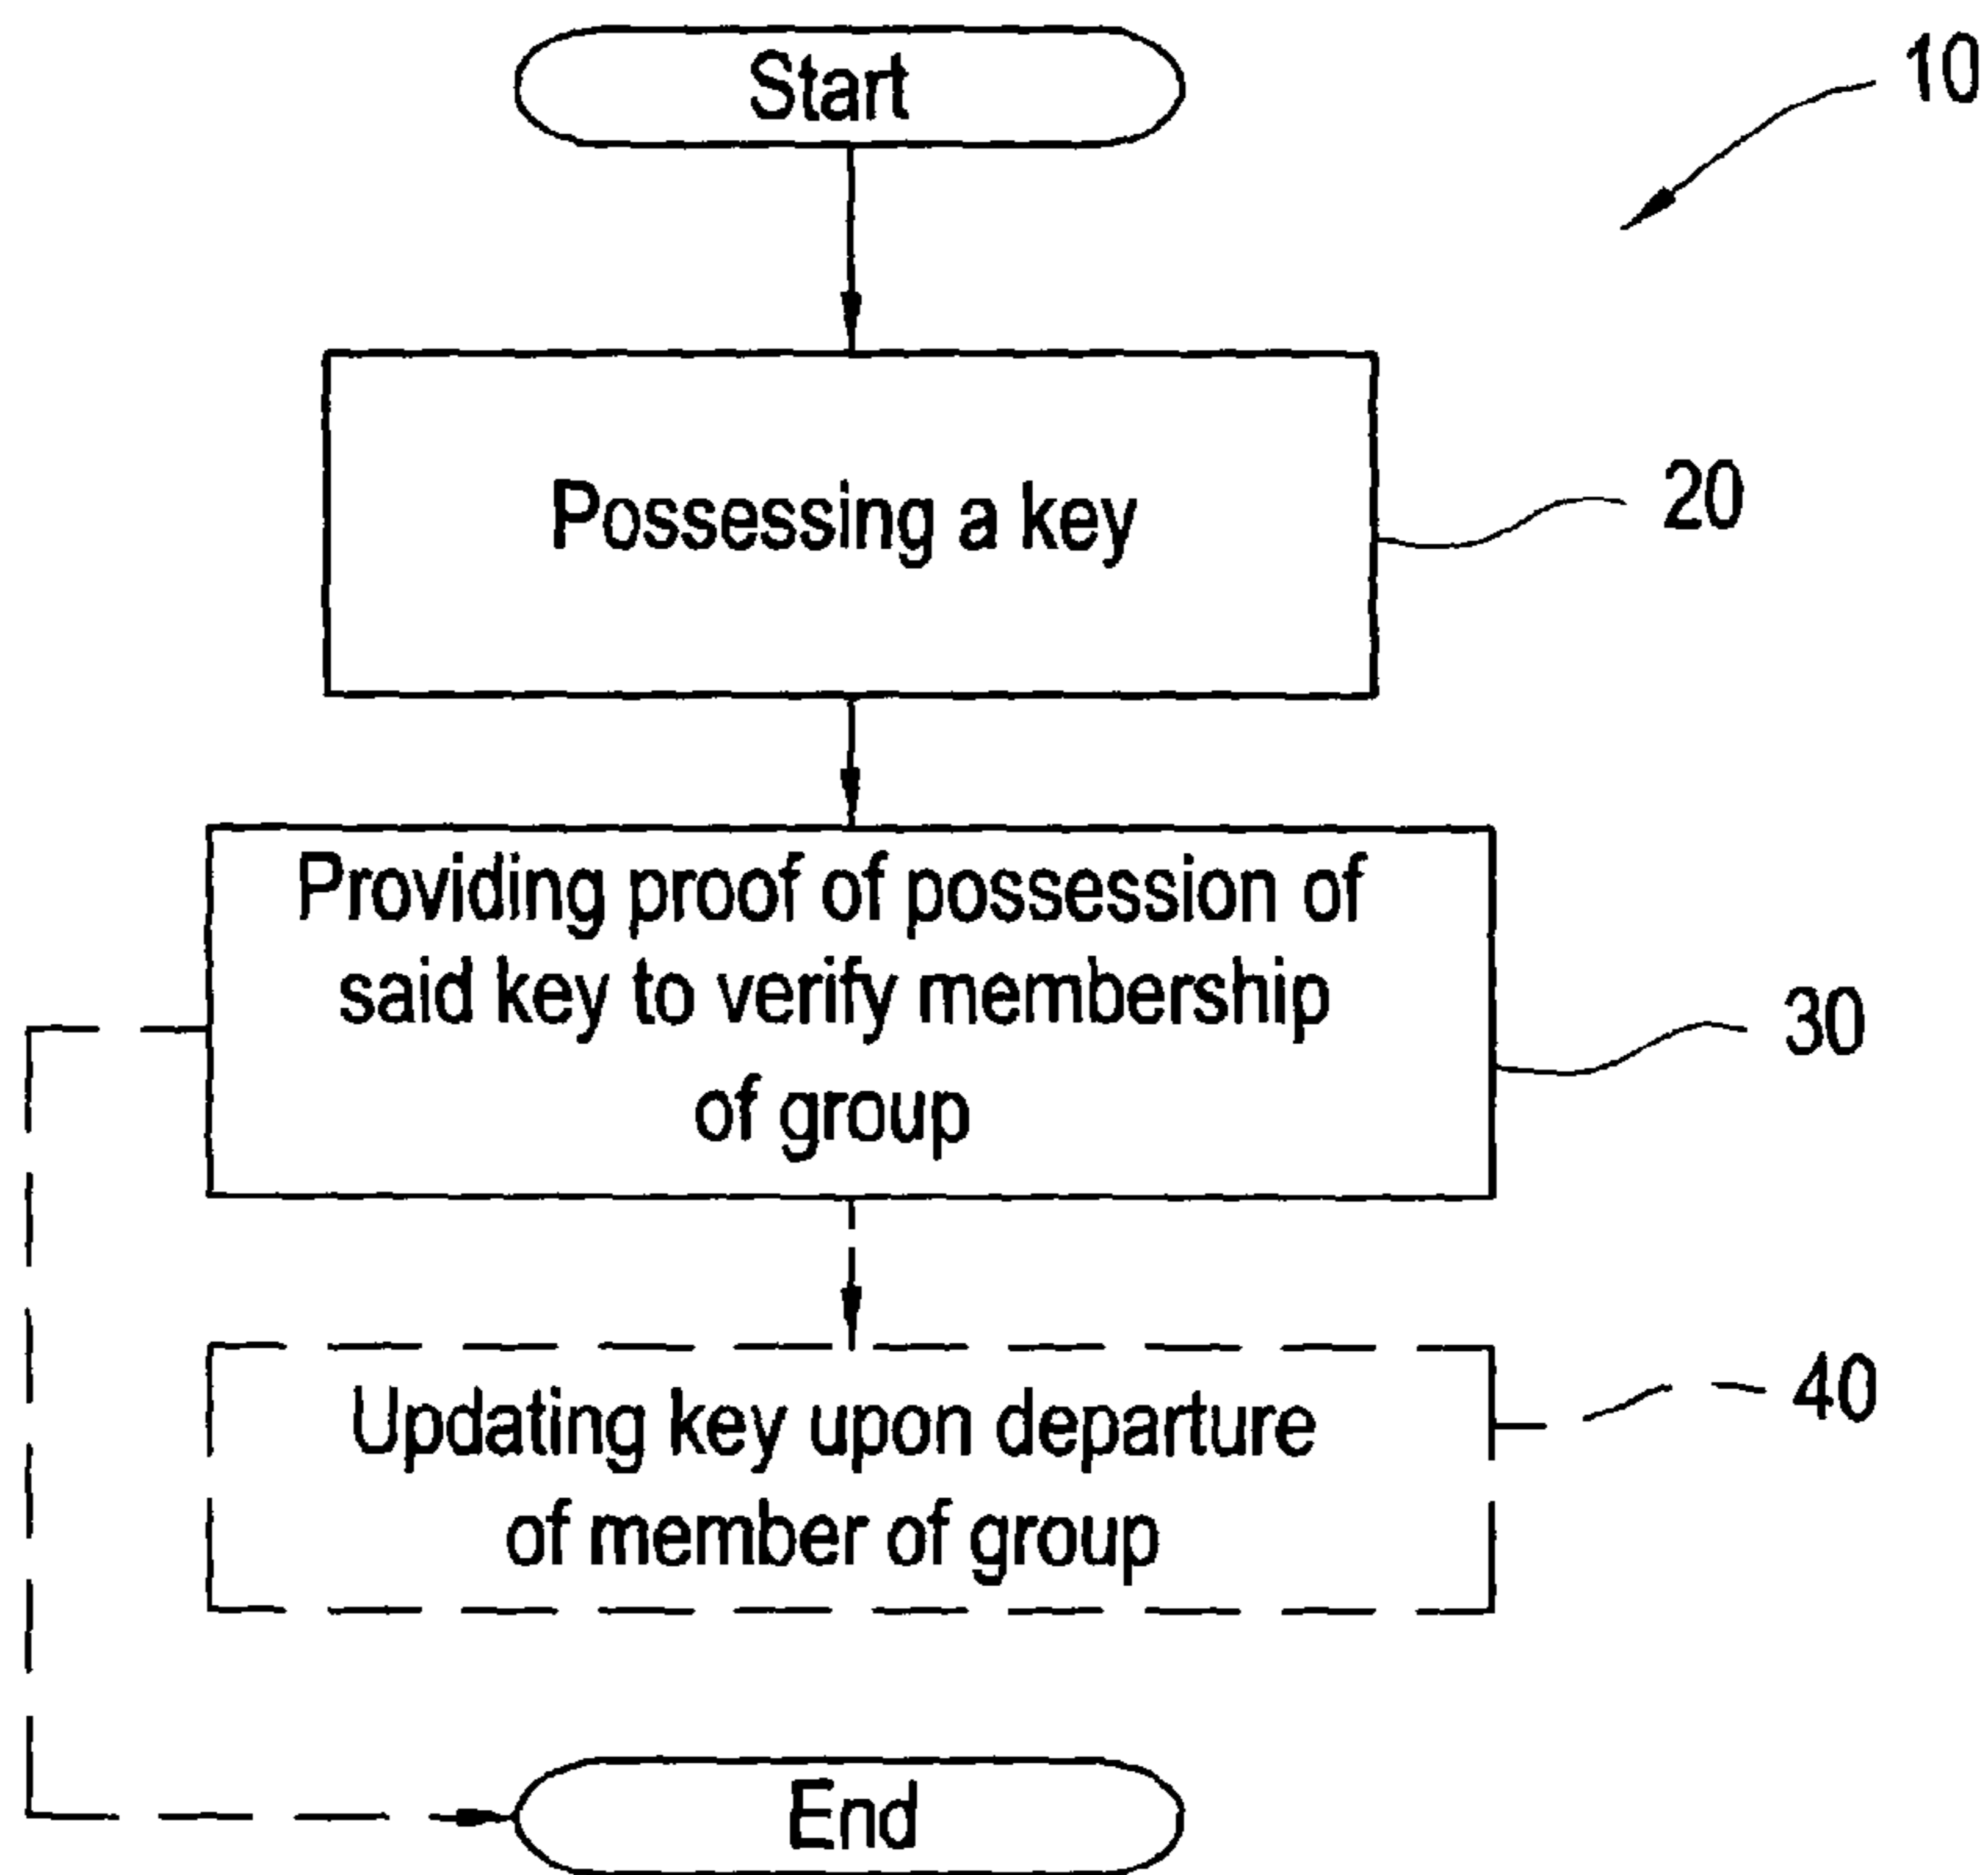 Start
10
Possessing a key
20
Providing proof of possession of
said key to verify membership
of group
30
Updating key upon departure
of member of group
40
End